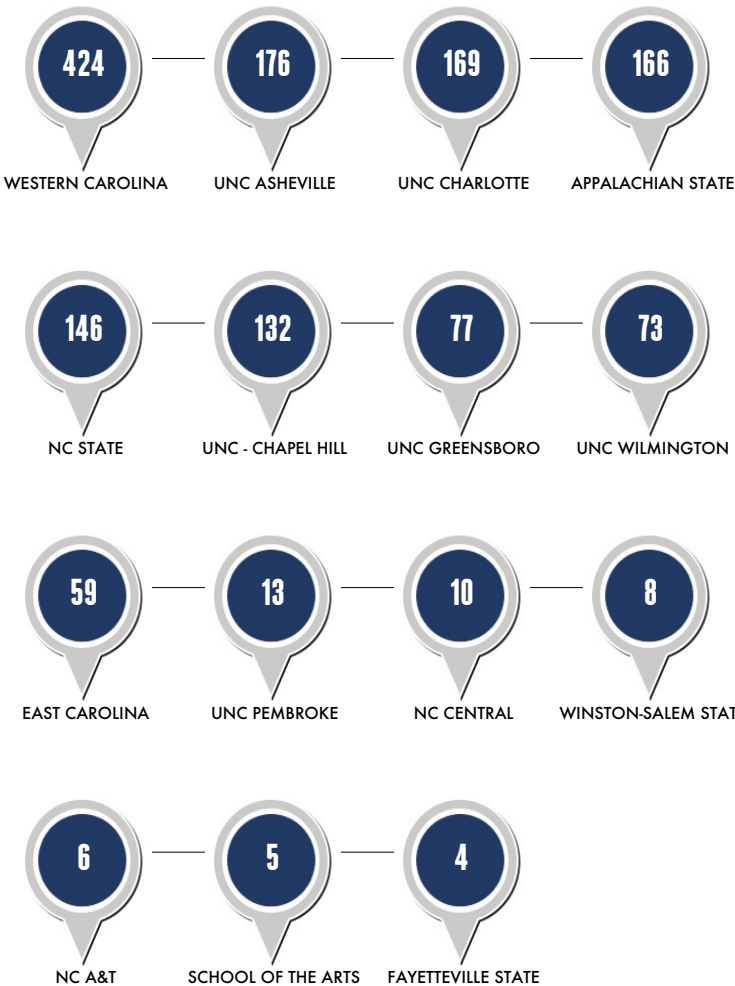 424 176 169 166
WESTERN CAROLINA UNC ASHEVILLE UNC CHARLOTTE APPALACHIAN STATE
146 132 77 73
NC STATE UNC - CHAPEL HILL UNC GREENSBORO UNC WILMINGTON
59 13 10 8
EAST CAROLINA UNC PEMBROKE NC CENTRAL WINSTON-SALEM STAT
6 5 4
NC A&T SCHOOL OF THE ARTS FAYETTEVILLE STATE